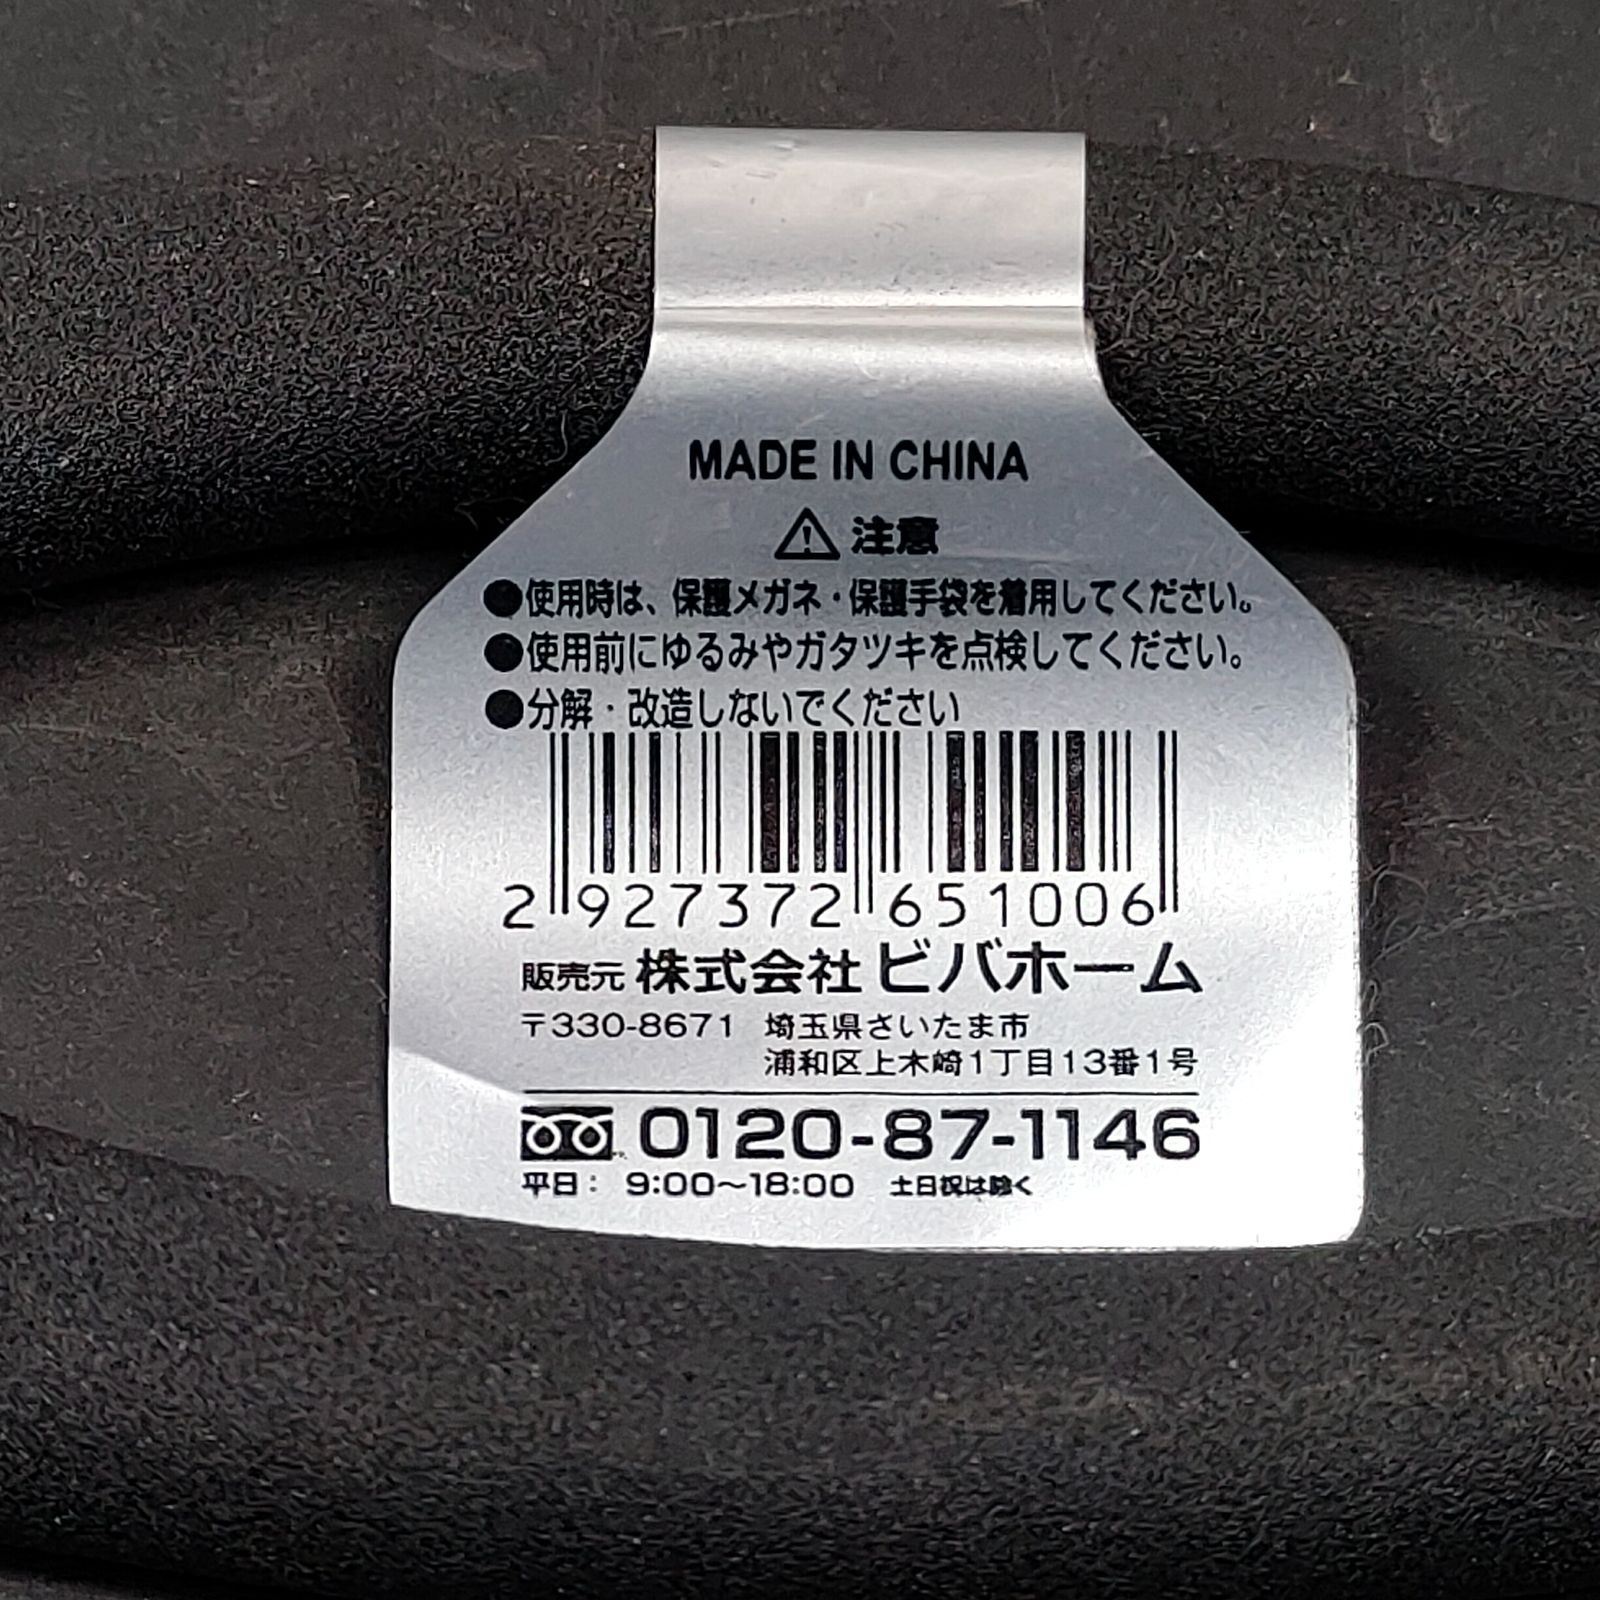 MADE IN CHINA
⚠ 注意
●使用時は、保護メガネ・保護手袋を着用してください。
●使用前にゆるみやガタツキを点検してください。
●分解・改造しないでください
2 927372 651006
販売元 株式会社 ビバホーム
〒330-8671 埼玉県さいたま市
浦和区上木崎1丁目13番1号
0120-87-1146
平日: 9:00~18:00 土日祝は除く